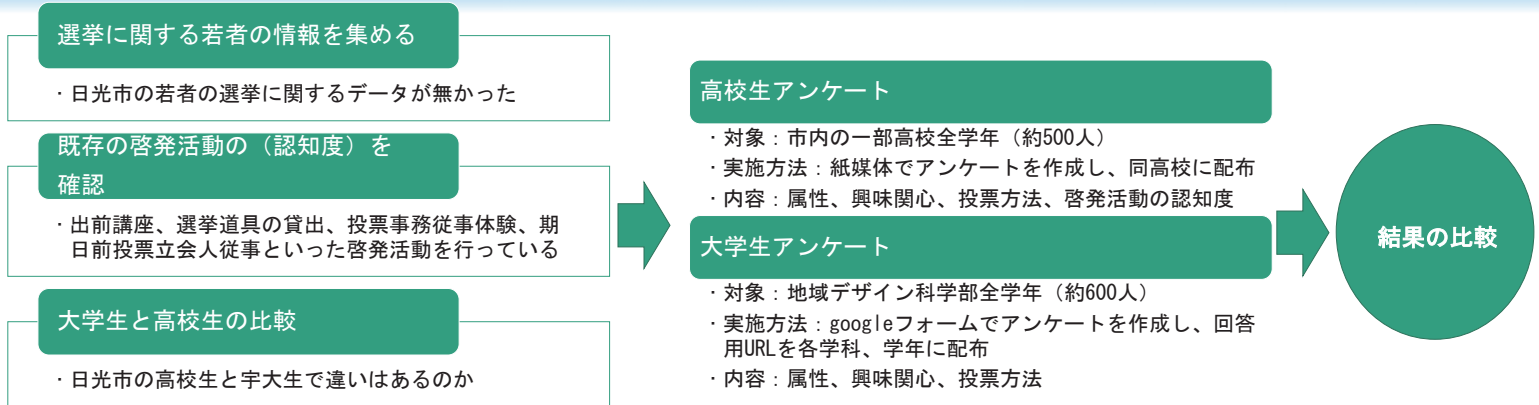 選挙に関する若者の情報を集める
・日光市の若者の選挙に関するデータが無かった
既存の啓発活動の（認知度）を
確認
・出前講座、選挙道具の貸出、投票事務従事体験、期
日前投票立会人従事といった啓発活動を行っている
大学生と高校生の比較
・日光市の高校生と宇大生で違いはあるのか
高校生アンケート
・対象：市内の一部高校全学年（約500人）
・実施方法：紙媒体でアンケートを作成し、同高校に配布
・内容：属性、興味関心、投票方法、啓発活動の認知度
大学生アンケート
・対象：地域デザイン科学部全学年（約600人）
・実施方法：googleフォームでアンケートを作成し、回答
用URLを各学科、学年に配布
・内容：属性、興味関心、投票方法
結果の比較